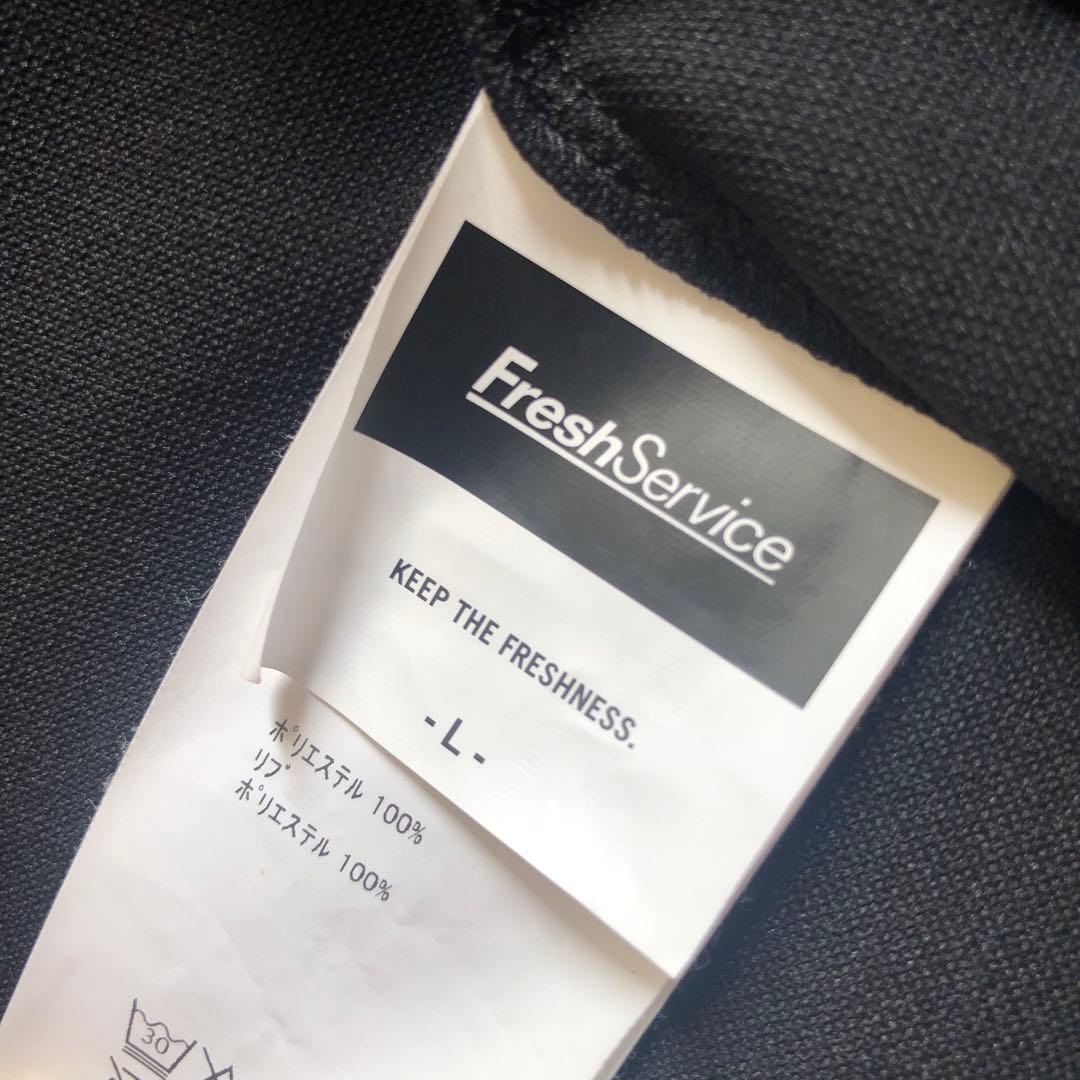 FreshService
KEEP THE FRESHNESS.
- L -
ポリエステル 100%
リブ
ポリエステル 100%
30